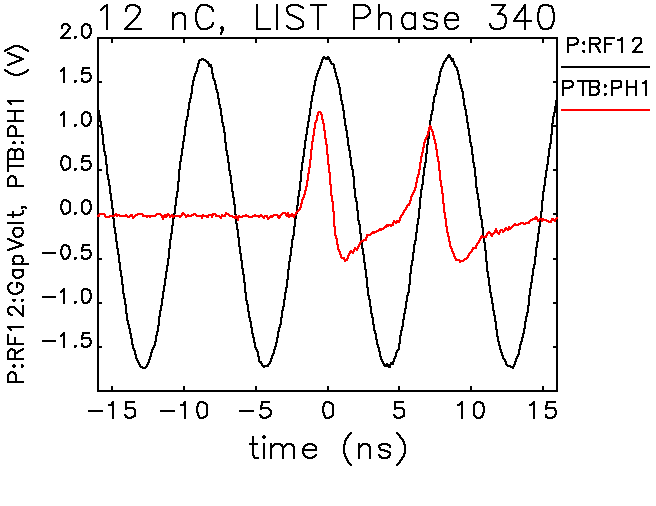 12 nC, LIST Phase 340
P:RF12
PTB:PH1
P:RF12:GapVolt, PTB:PH1 (V)
2.0
1.5
1.0
0.5
0.0
−0.5
−1.0
−1.5
−15 −10 −5 0 5 10 15
time (ns)